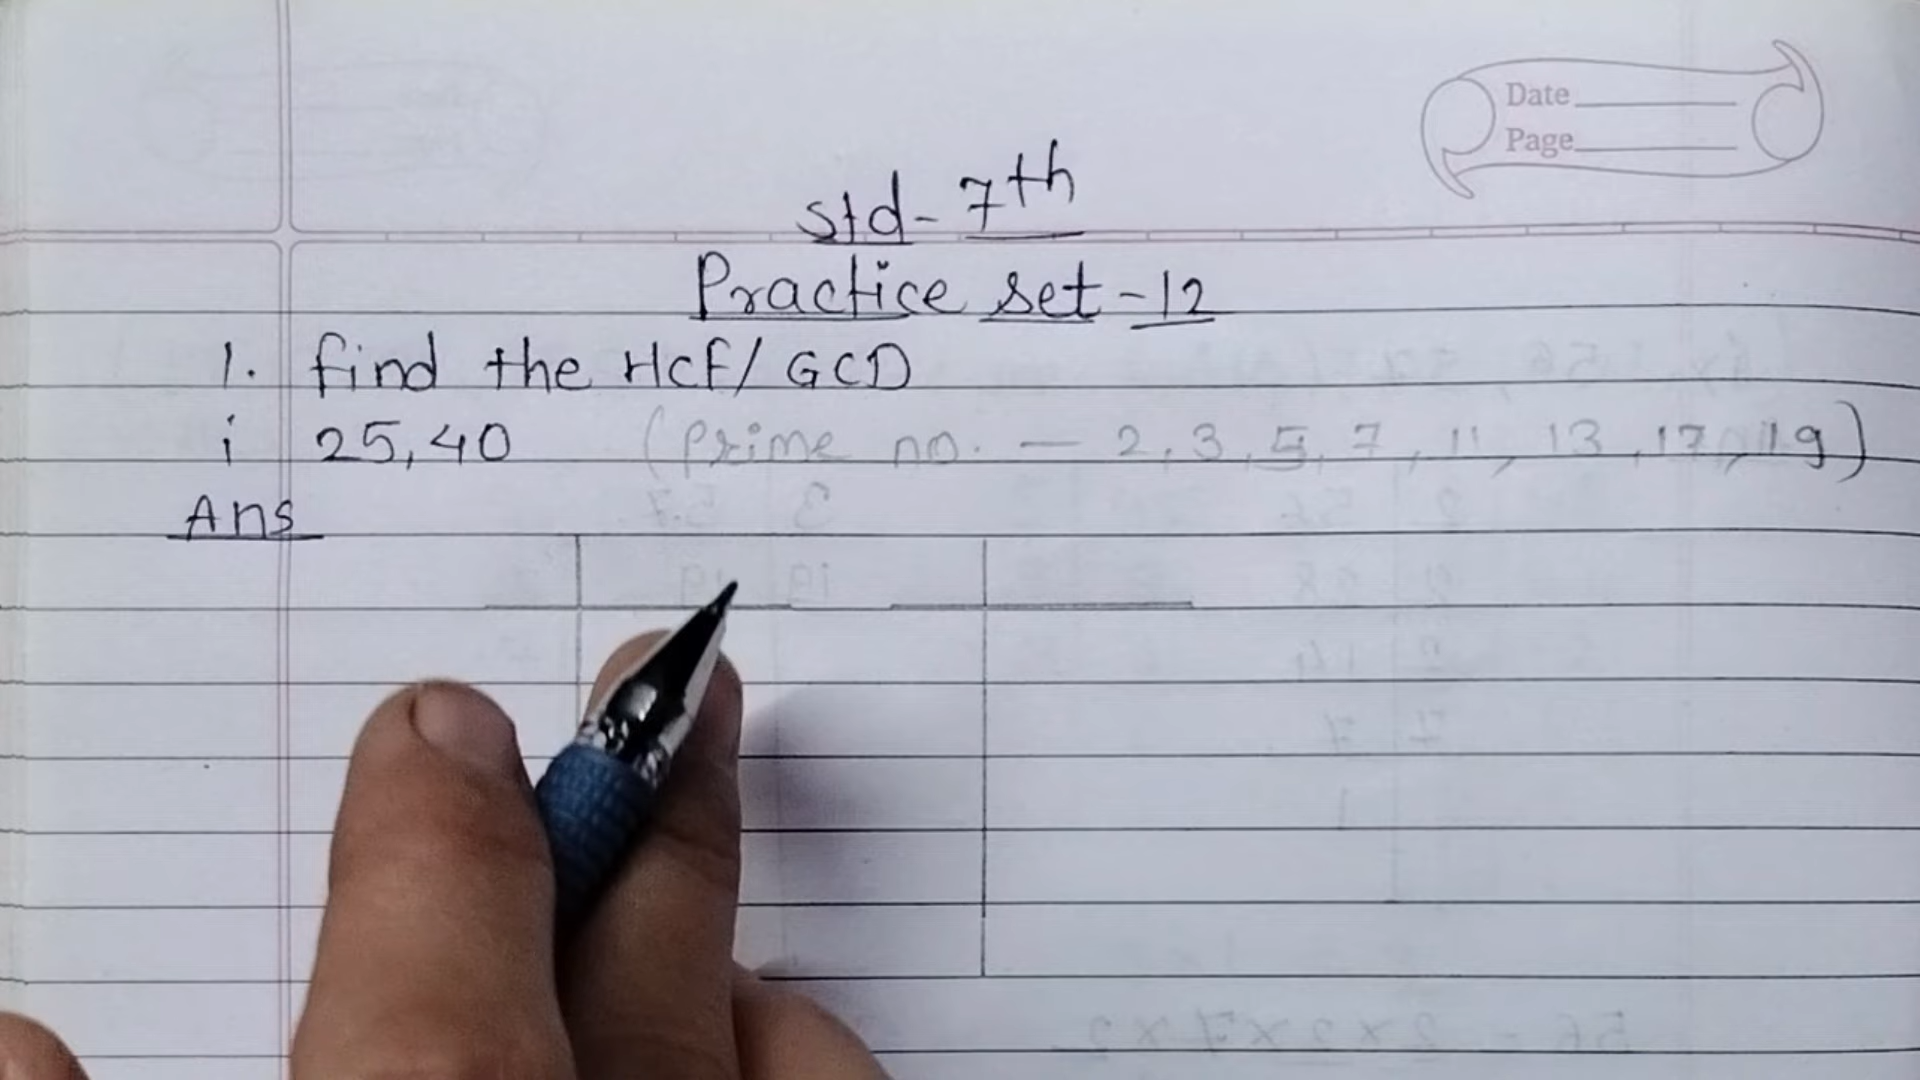 Date
Page
Std - 7th
Practice set - 12
1. find the HCF/ GCD
i 25,40 (prime no. — 2, 3, 5, 7, 11, 13, 17, 19)
Ans